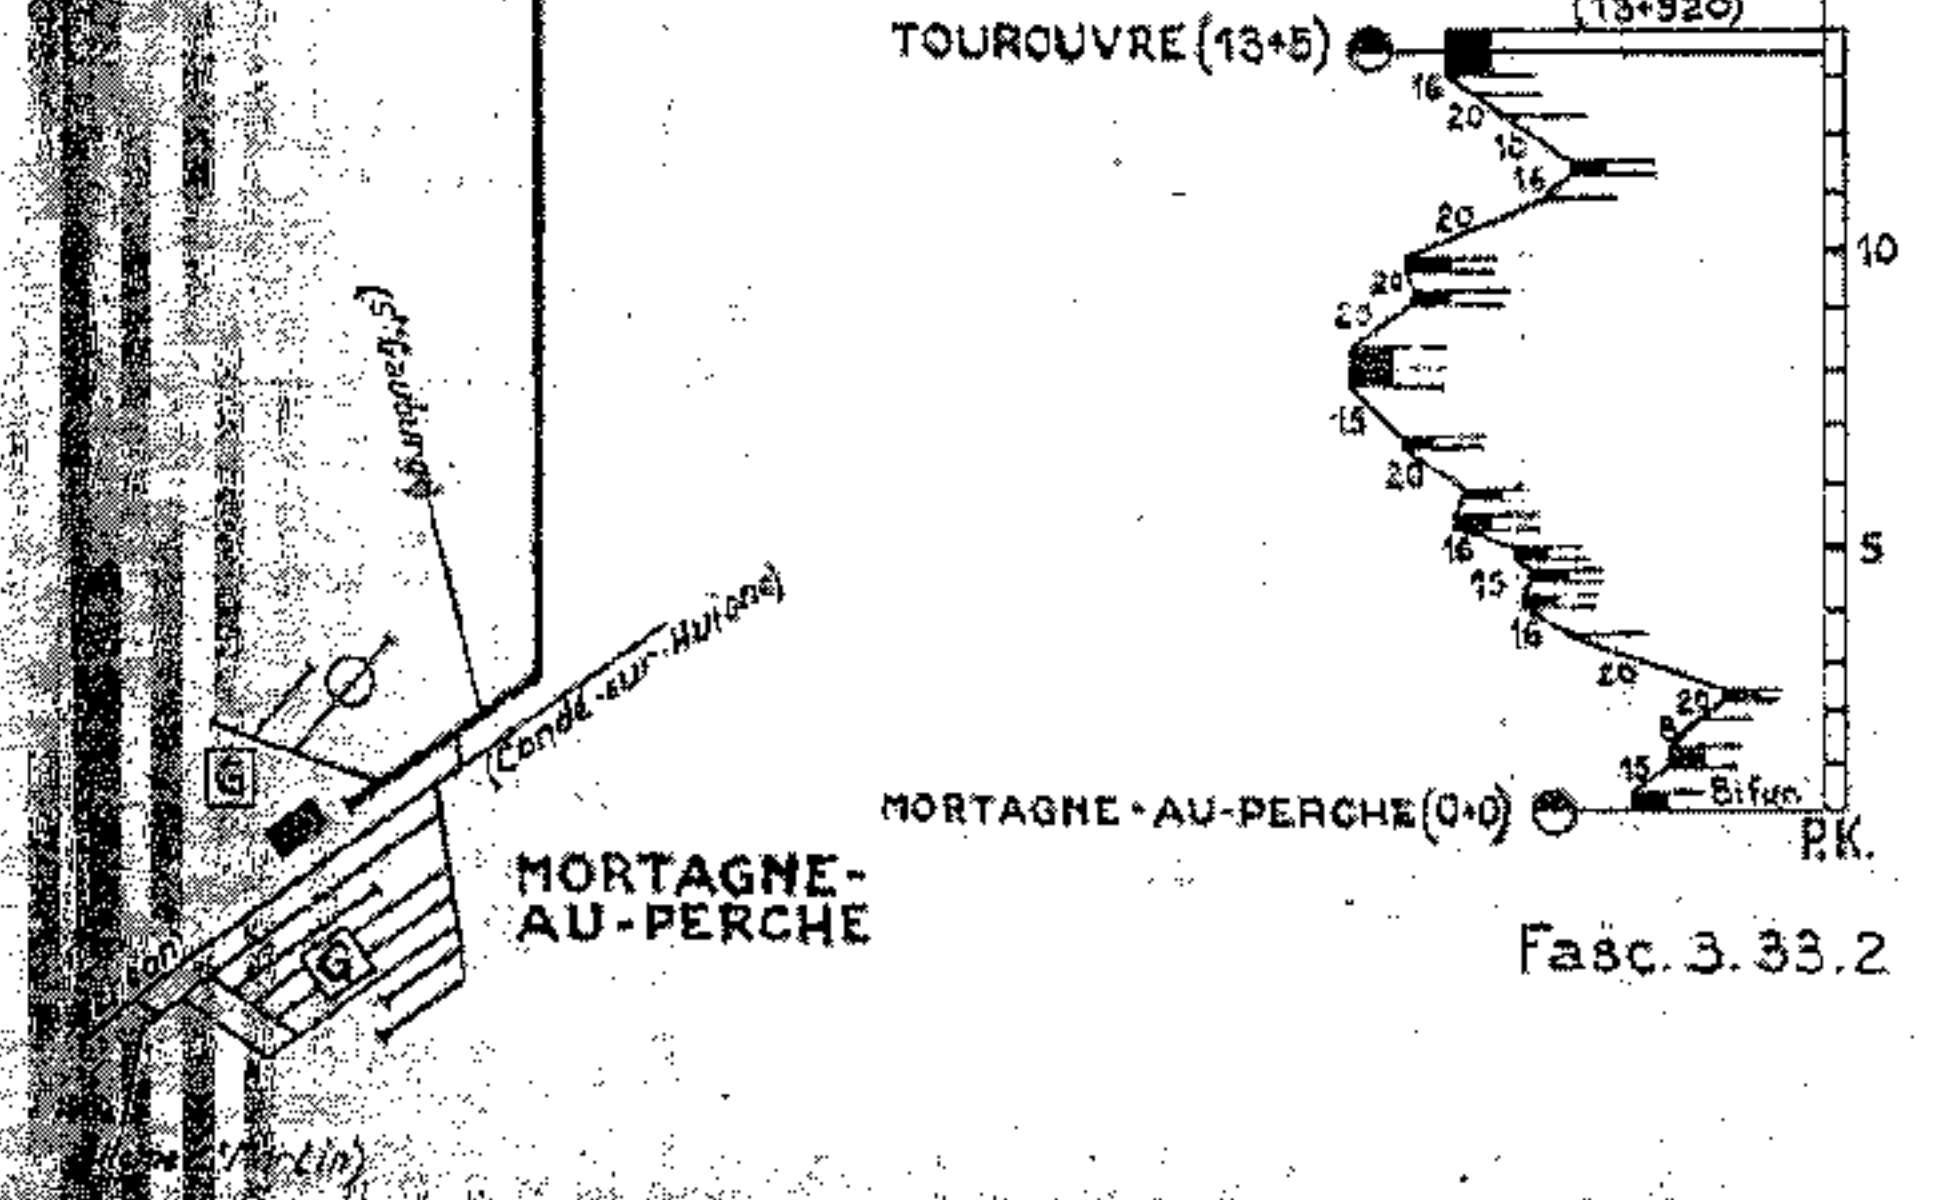 (13+920)
TOUROUVRE (13+5)
16
20
15
16
20
10
20
20
15
20
16
5
15
16
20
20
8
15
Bifun
MORTAGNE-AU-PERCHE (0+0)
P.K.
Fasc. 3.33.2
(Condé-sur-Huisne)
G
MORTAGNE-
AU-PERCHE
G